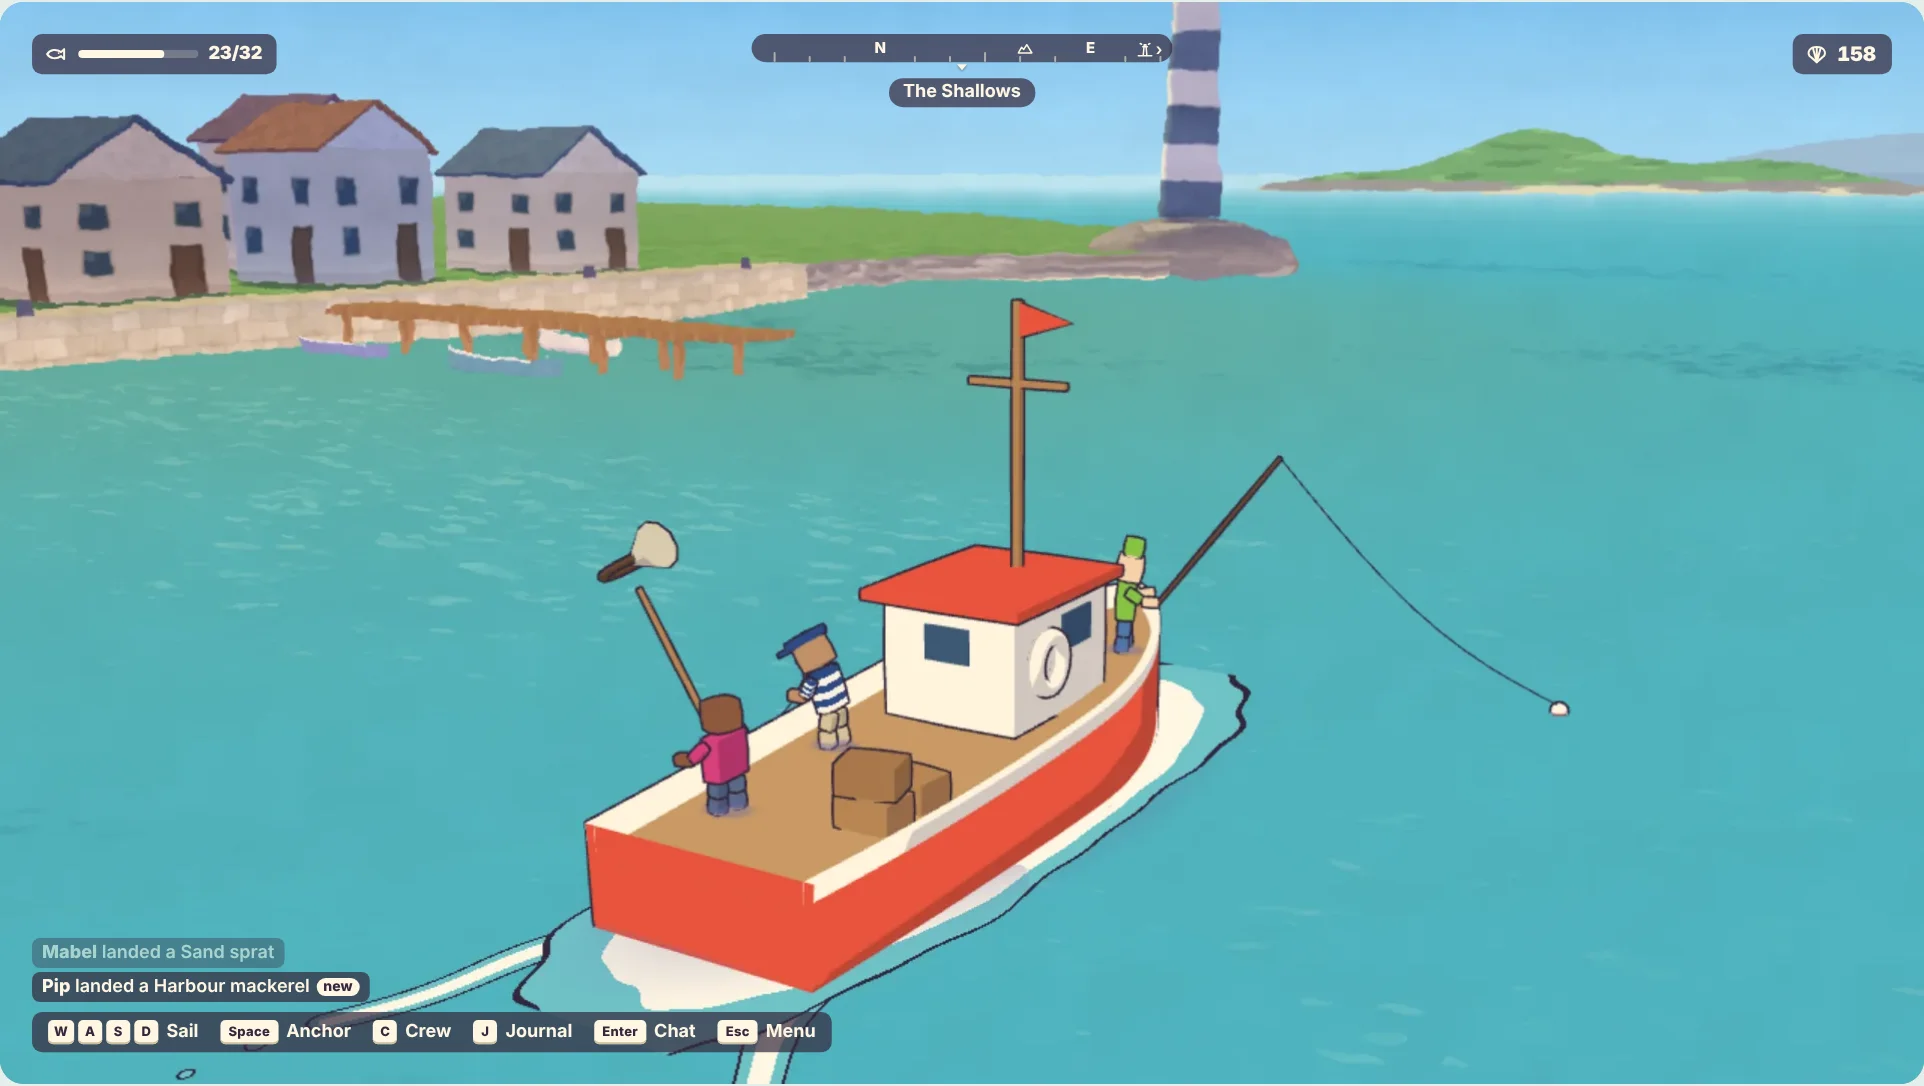 23/32
N E
The Shallows
158
Mabel landed a Sand sprat
Pip landed a Harbour mackerel new
W A S D Sail Space Anchor C Crew J Journal Enter Chat Esc Menu